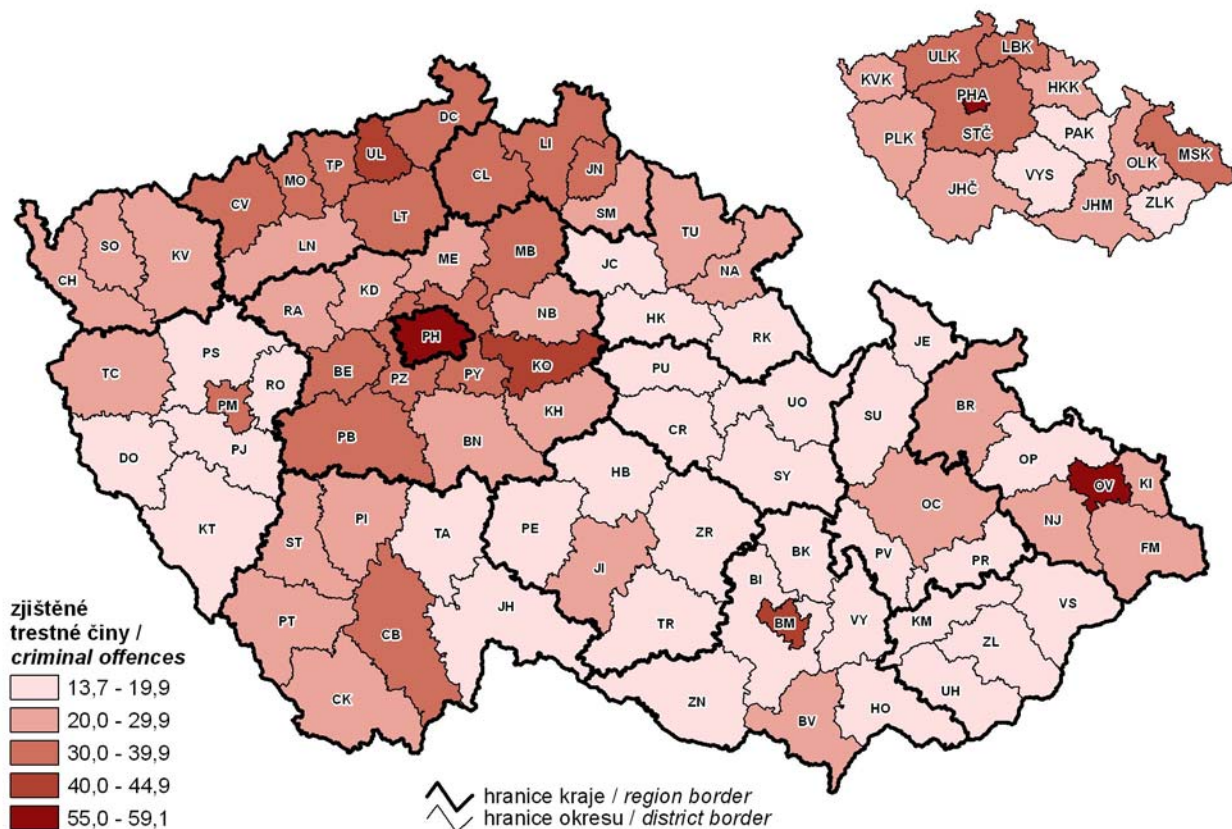 LBK
ULK
KVK
HKK
PHA
STČ
PAK
PLK
OLK
MSK
VYS
JHČ
JHM
ZLK
DC
LI
UL
TP
JN
CL
MO
CV
LT
SM
TU
SO
LN
ME
MB
KV
JC
CH
NA
KD
RA
NB
HK
PH
JE
RK
PS
KO
TC
BE
PZ
PY
PU
RO
UO
SU
BR
PM
KH
PB
CR
BN
PJ
DO
OP
HB
SY
OV
KI
OC
KT
PI
TA
PE
ZR
NJ
ST
FM
BK
PV
PR
JI
BI
JH
VS
PT
CB
TR
BM
VY
KM
ZL
UH
CK
ZN
HO
BV
zjištěné
trestné činy /
criminal offences
13,7 - 19,9
20,0 - 29,9
30,0 - 39,9
40,0 - 44,9
55,0 - 59,1
hranice kraje / region border
hranice okresu / district border